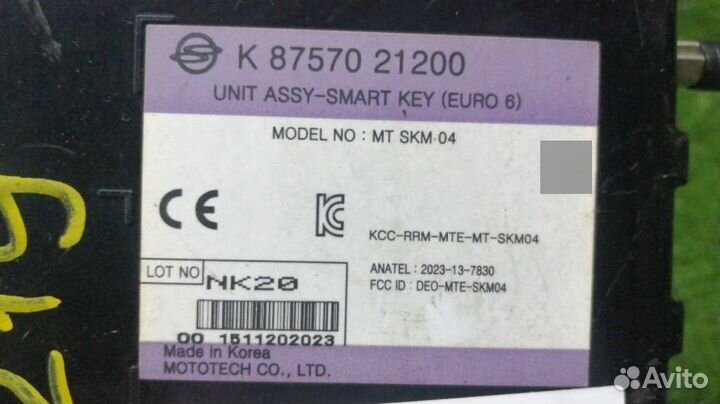 K 87570 21200
UNIT ASSY-SMART KEY (EURO 6)
MODEL NO : MT SKM 04
CE
KCC-RRM-MTE-MT-SKM04
ANATEL : 2023-13-7830
FCC ID : DEO-MTE-SKM04
LOT NO
NK20
00 1511202023
Made in Korea
MOTOTECH CO., LTD.
Avito